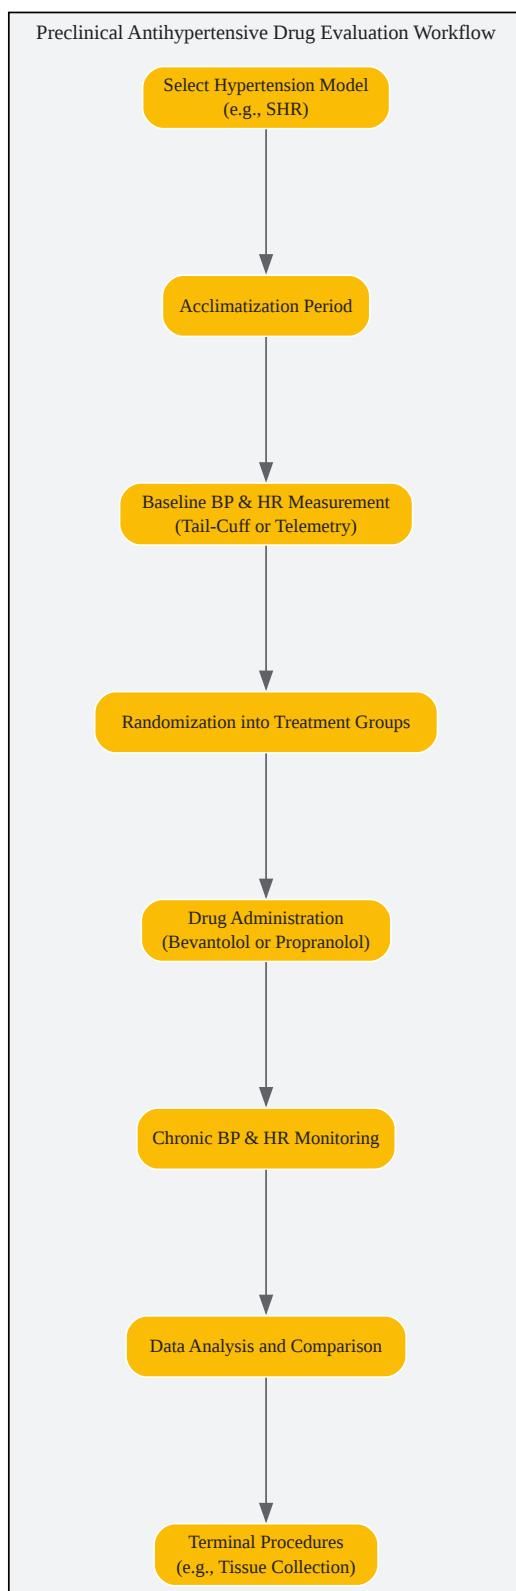 Preclinical Antihypertensive Drug Evaluation Workflow
Select Hypertension Model
(e.g., SHR)
Acclimatization Period
Baseline BP & HR Measurement
(Tail-Cuff or Telemetry)
Randomization into Treatment Groups
Drug Administration
(Bevantolol or Propranolol)
Chronic BP & HR Monitoring
Data Analysis and Comparison
Terminal Procedures
(e.g., Tissue Collection)